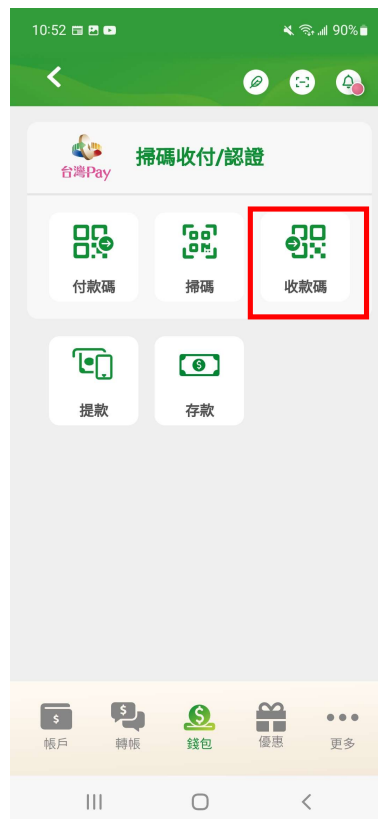 10:52
90%
台灣Pay
掃碼收付/認證
付款碼
掃碼
收款碼
提款
存款
帳戶
轉帳
錢包
優惠
更多